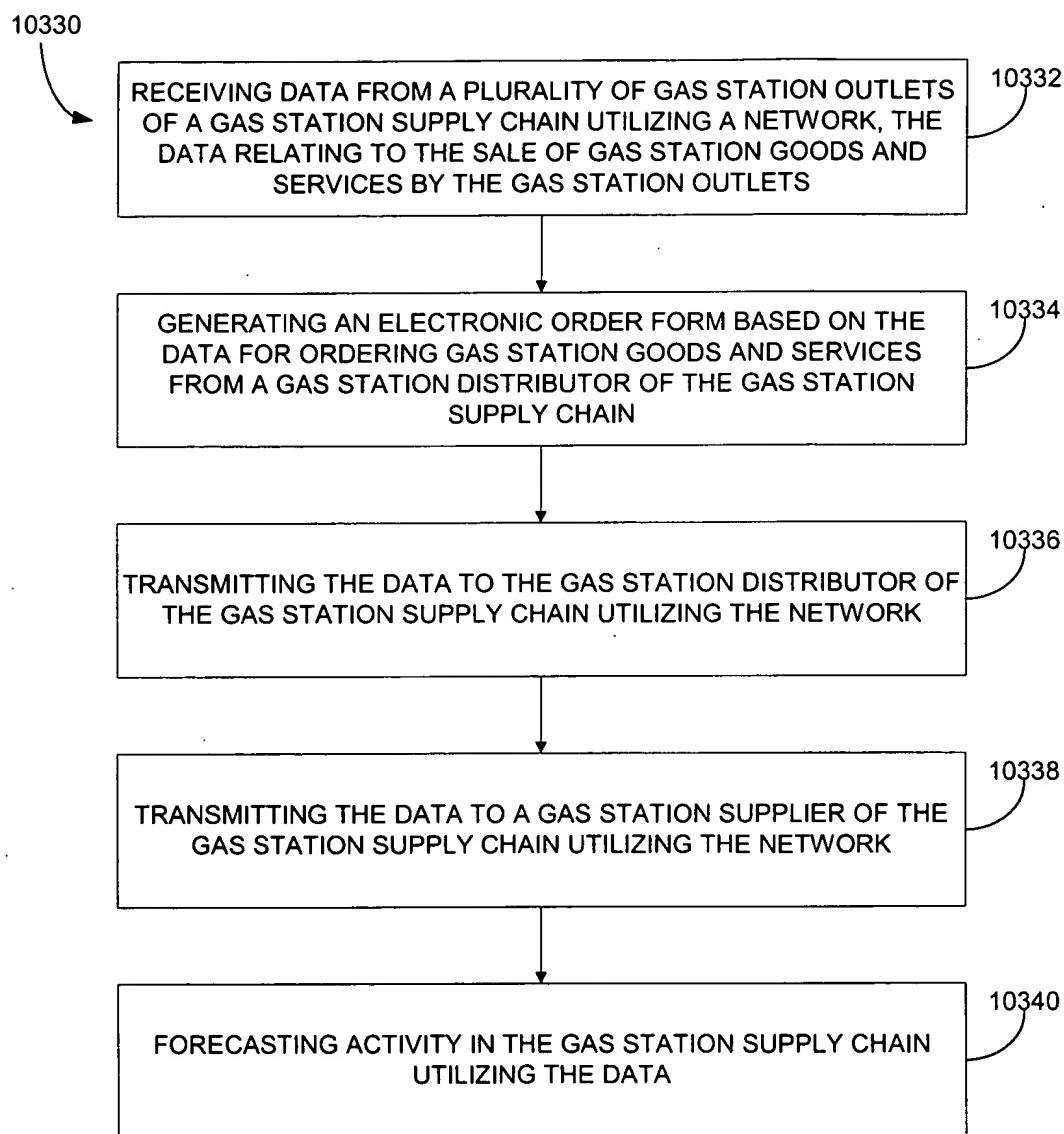 10330
10332
RECEIVING DATA FROM A PLURALITY OF GAS STATION OUTLETS
OF A GAS STATION SUPPLY CHAIN UTILIZING A NETWORK, THE
DATA RELATING TO THE SALE OF GAS STATION GOODS AND
SERVICES BY THE GAS STATION OUTLETS
10334
GENERATING AN ELECTRONIC ORDER FORM BASED ON THE
DATA FOR ORDERING GAS STATION GOODS AND SERVICES
FROM A GAS STATION DISTRIBUTOR OF THE GAS STATION
SUPPLY CHAIN
10336
TRANSMITTING THE DATA TO THE GAS STATION DISTRIBUTOR OF
THE GAS STATION SUPPLY CHAIN UTILIZING THE NETWORK
10338
TRANSMITTING THE DATA TO A GAS STATION SUPPLIER OF THE
GAS STATION SUPPLY CHAIN UTILIZING THE NETWORK
10340
FORECASTING ACTIVITY IN THE GAS STATION SUPPLY CHAIN
UTILIZING THE DATA